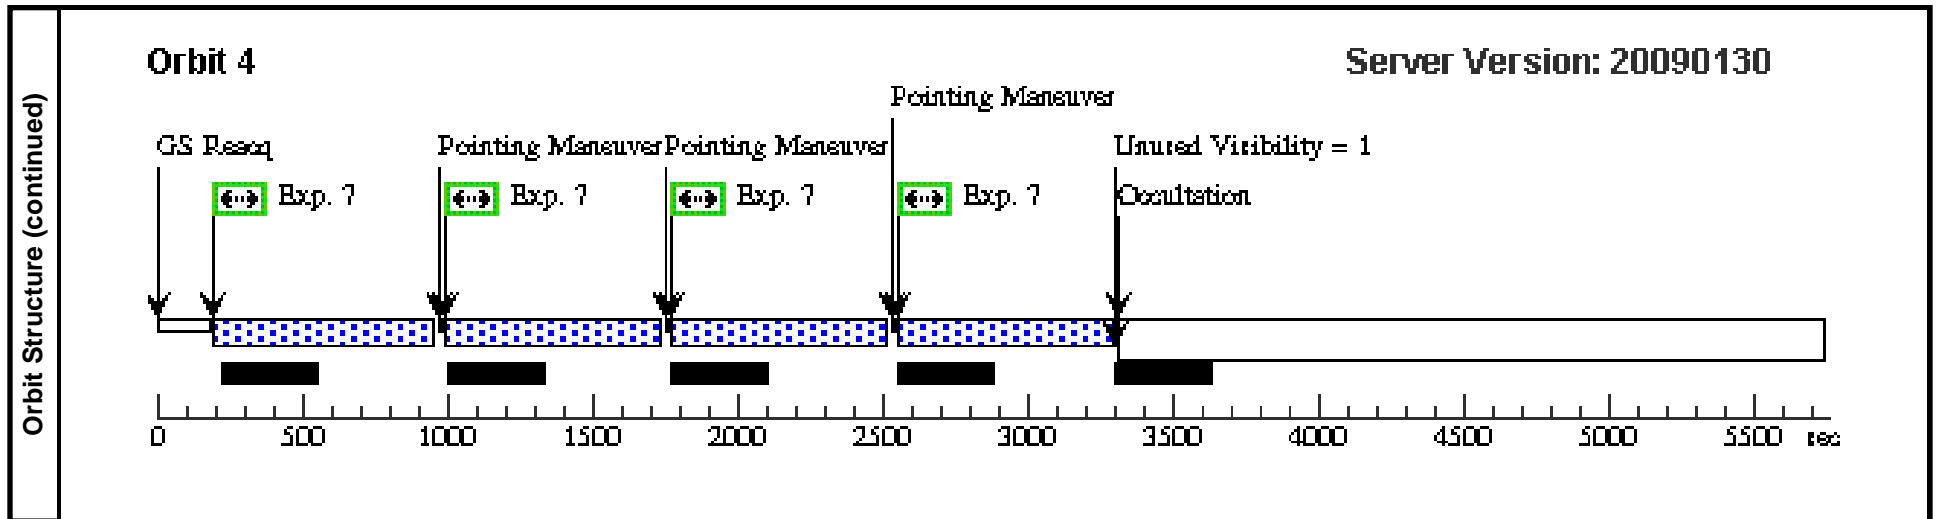 Orbit Structure (continued)
Orbit 4
Server Version: 20090130
Pointing Maneuver
GS Reacq
Pointing Maneuver
Pointing Maneuver
Unused Visibility = 1
Exp. 7
Exp. 7
Exp. 7
Exp. 7
Occultation
0
500
1000
1500
2000
2500
3000
3500
4000
4500
5000
5500
sec